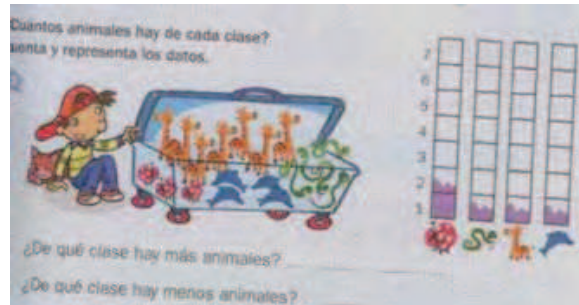 Cuántos animales hay de cada clase?
uenta y representa los datos.
7
6
5
4
3
2
1
¿De qué clase hay más animales?
¿De qué clase hay menos animales?